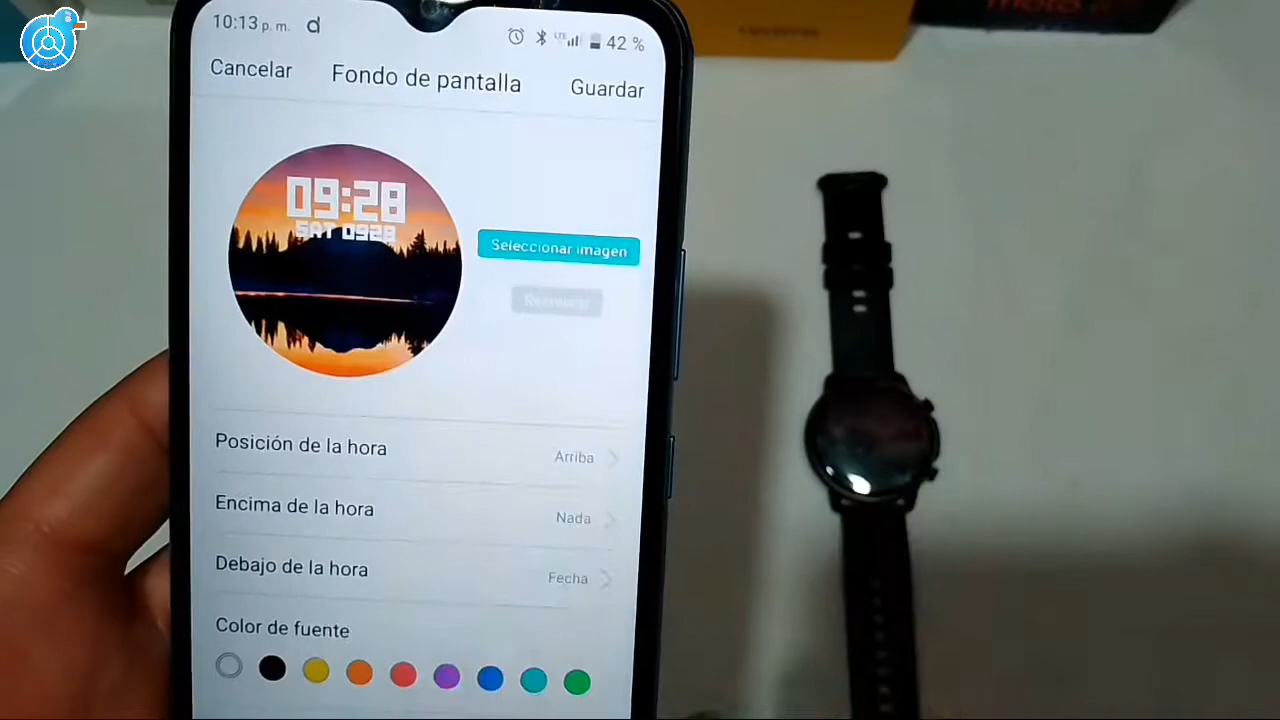 10:13 p. m. d
LTE 42 %
Cancelar
Fondo de pantalla
Guardar
09:28
SAT 0928
Seleccionar imagen
Posición de la hora
Arriba
Encima de la hora
Nada
Debajo de la hora
Fecha
Color de fuente